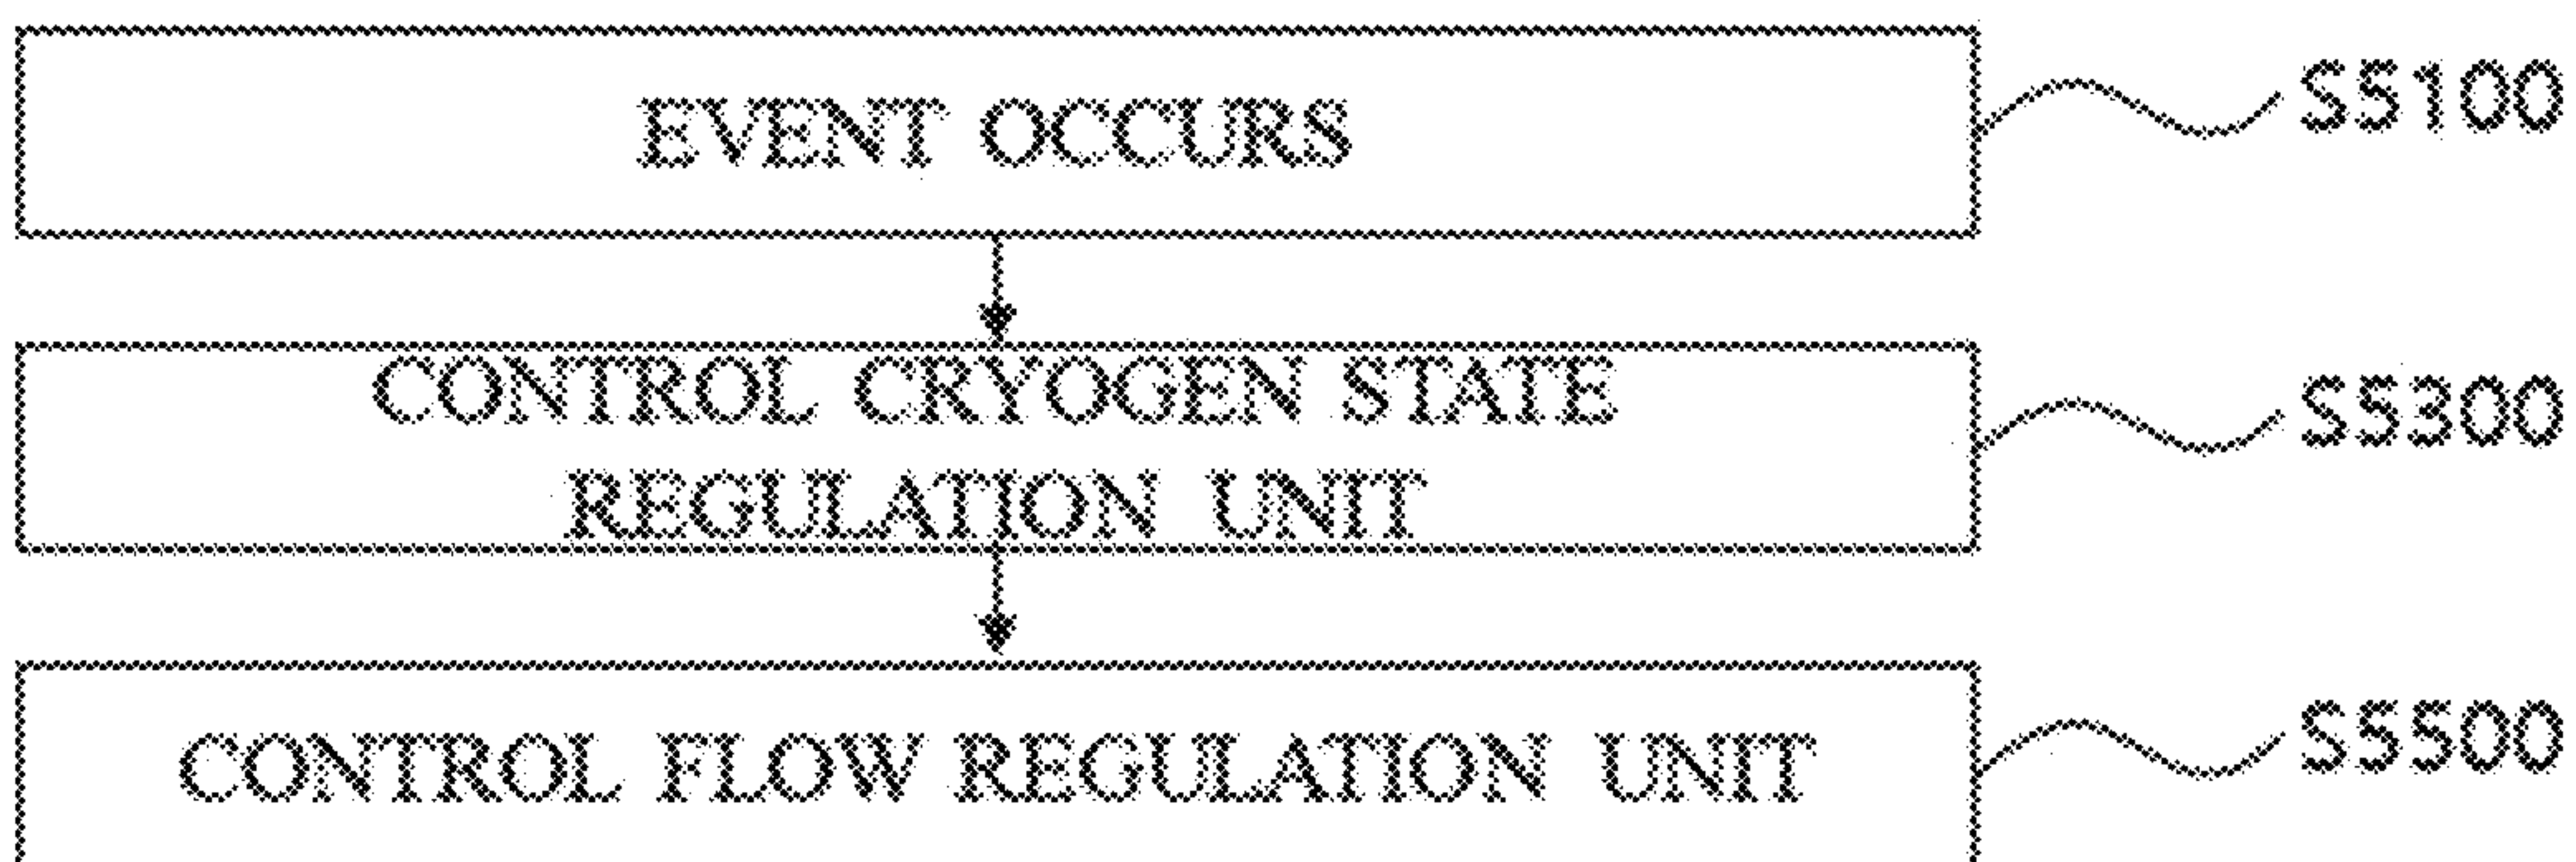 EVENT OCCURS
S5100
CONTROL CRYOGEN STATE
REGULATION UNIT
S5300
CONTROL FLOW REGULATION UNIT
S5500